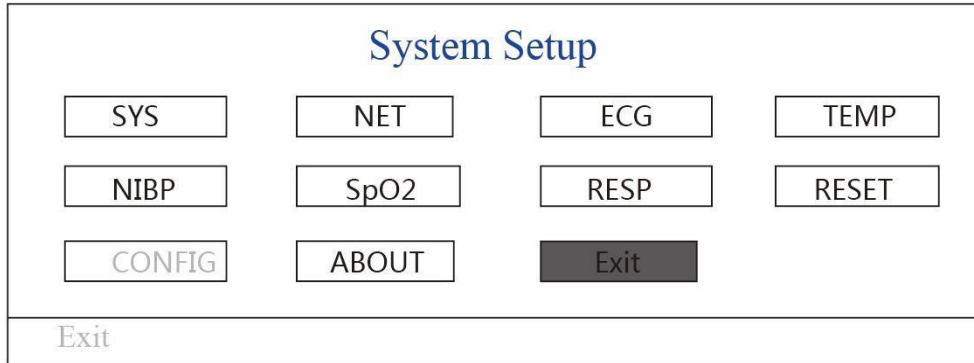 System Setup
SYS NET ECG TEMP
NIBP SpO2 RESP RESET
CONFIG ABOUT Exit
Exit